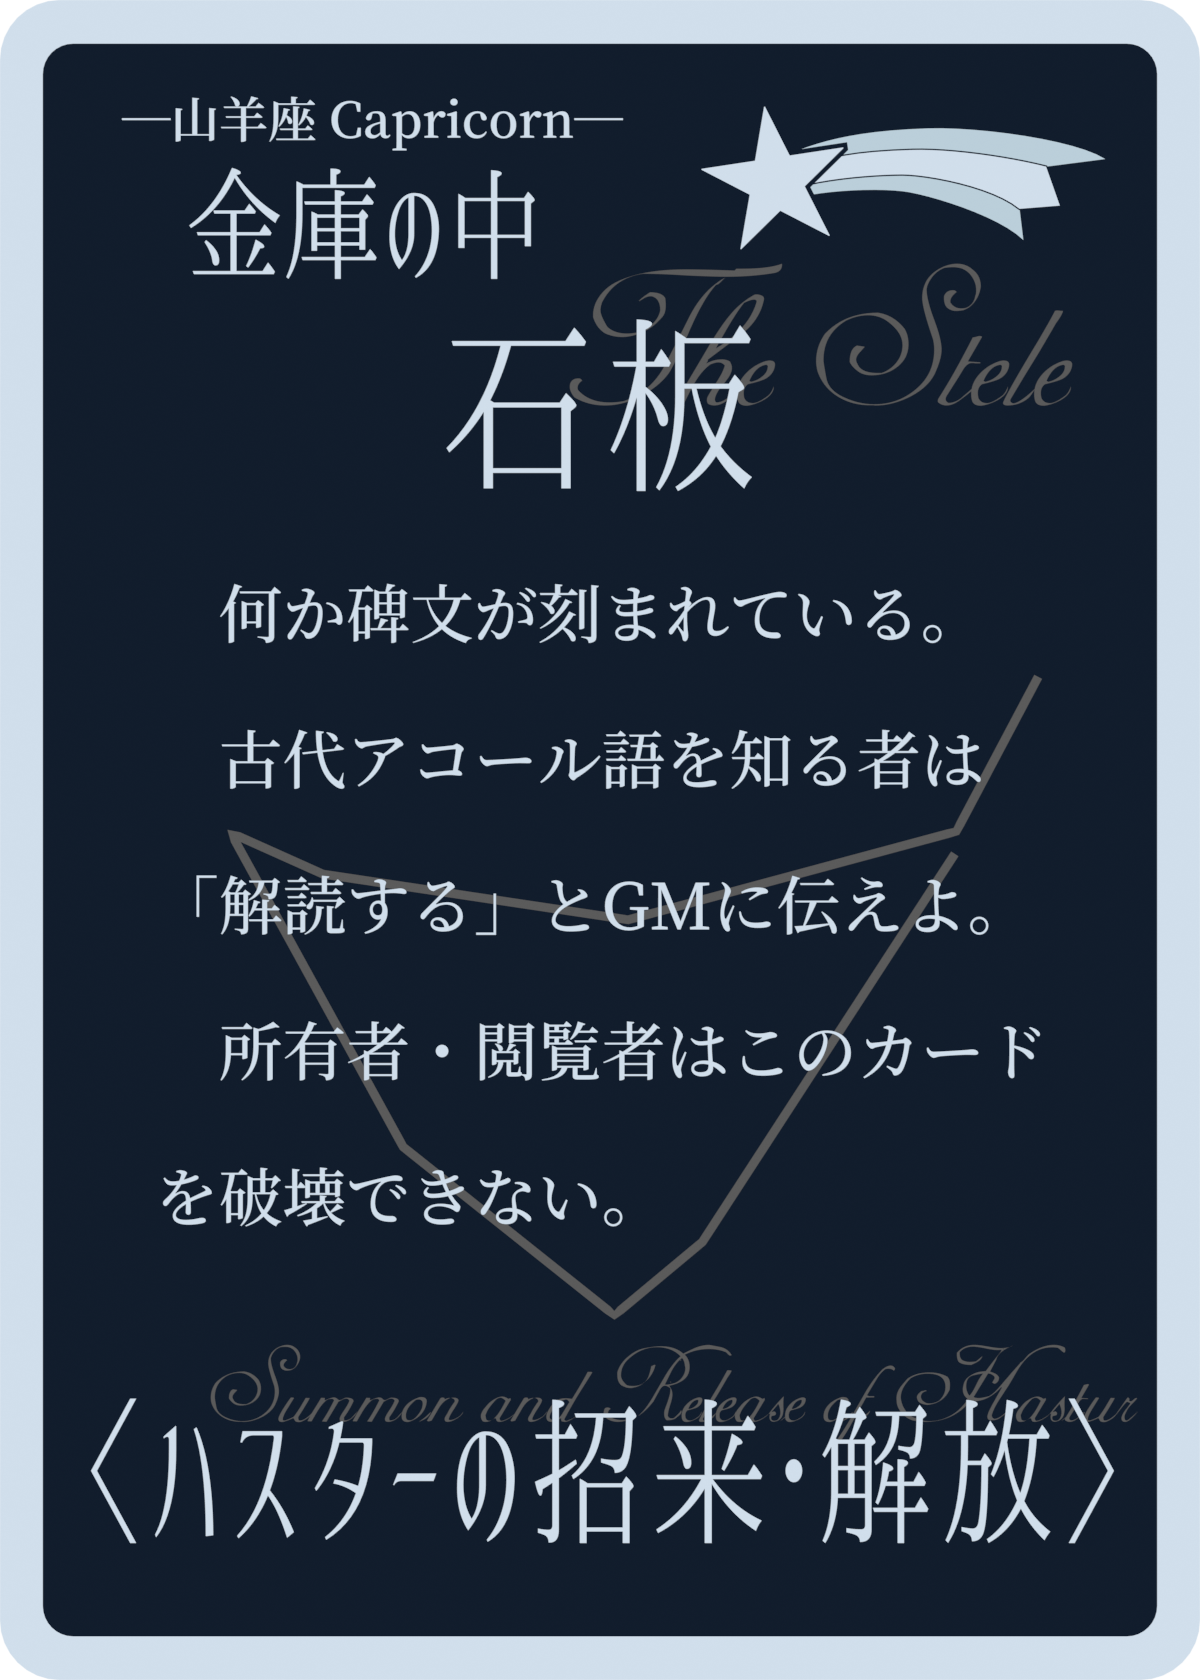 ―山羊座 Capricorn―
金庫の中
The Stele
石板
何か碑文が刻まれている。
古代アコール語を知る者は
「解読する」とGMに伝えよ。
所有者・閲覧者はこのカード
を破壊できない。
Summon and Release of Hastur
〈ハスターの招来・解放〉